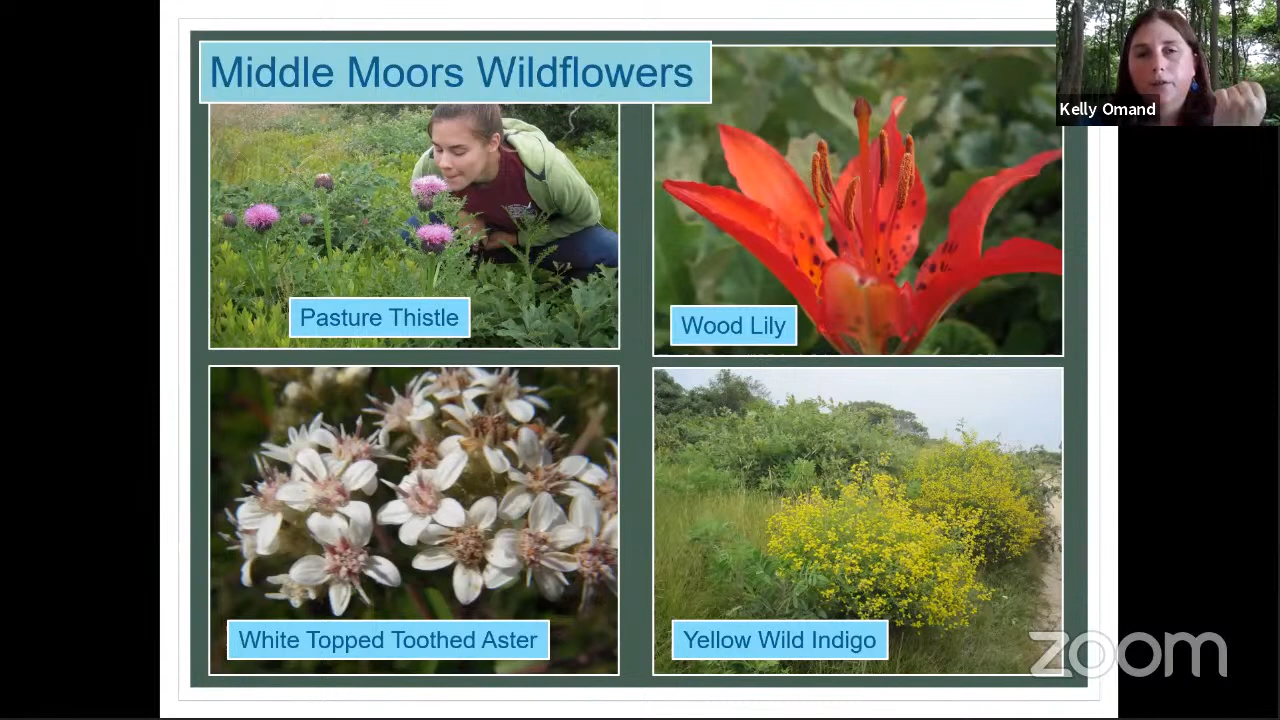 Middle Moors Wildflowers
Kelly Omand
Pasture Thistle
Wood Lily
White Topped Toothed Aster
Yellow Wild Indigo
zoom